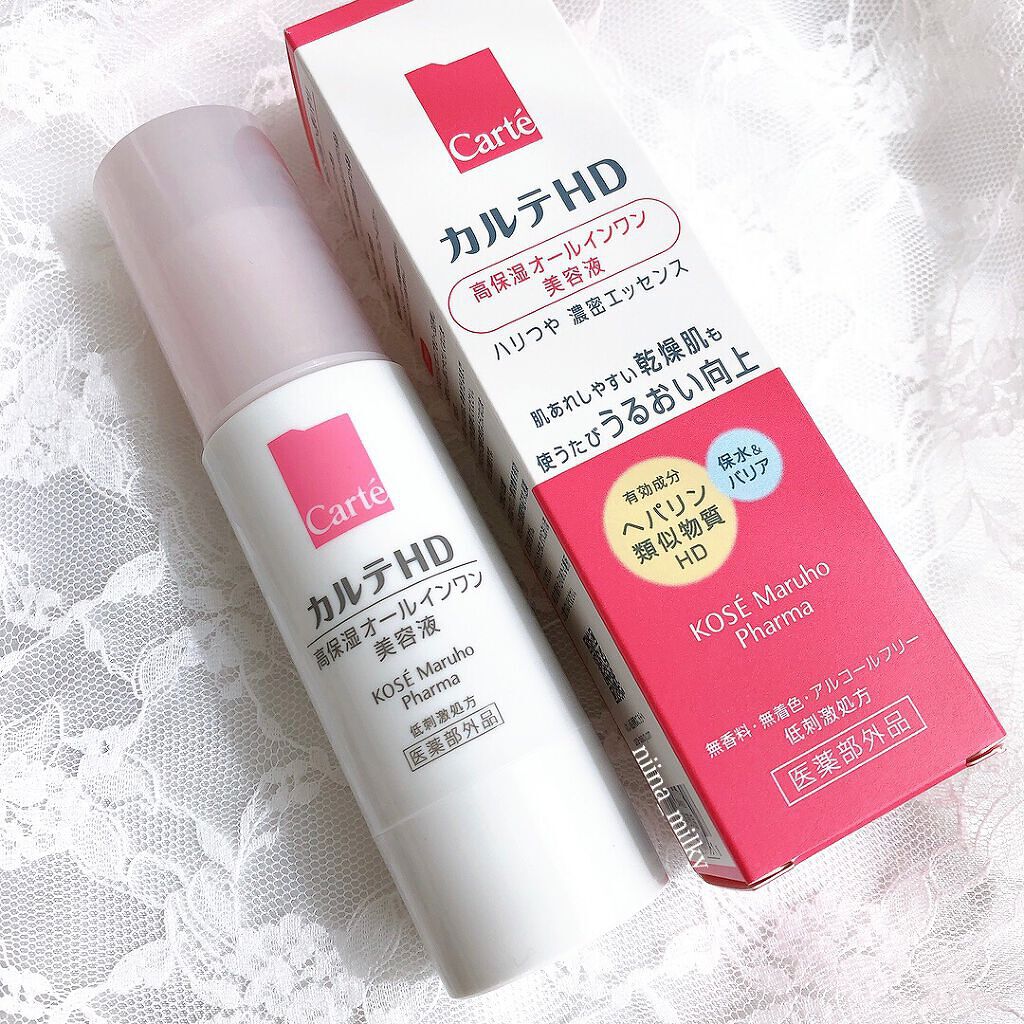 Carté
カルテHD
高保湿オールインワン
美容液
ハリつや 濃密エッセンス
肌あれしやすい乾燥肌も
使うたびうるおい向上
保水&
バリア
有効成分
ヘパリン
類似物質
HD
KOSÉ Maruho
Pharma
無香料・無着色・アルコールフリー
低刺激処方
医薬部外品
Carté
カルテHD
高保湿オールインワン
美容液
KOSÉ Maruho
Pharma
低刺激処方
医薬部外品
niina_milky